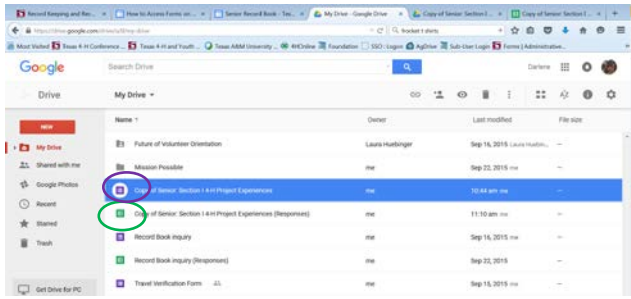 Record Keeping and Rec...
How to Access Forms on...
Senior Record Book - Tex...
My Drive - Google Drive
Copy of Senior: Section I...
Copy of Senior: Section I...
https://drive.google.com/drive/u/0/my-drive
frocket t shirts
Most Visited Texas 4-H Conference... Texas 4-H and Youth... Texas A&M University... 4HOnline Foundation SSO: Logon AgDrive Sub User Login Forms | Administrative...
Google Search Drive Darlene
Drive My Drive
NEW
My Drive
Shared with me
Google Photos
Recent
Starred
Trash
Get Drive for PC
Name ↑ Owner Last modified File size
Future of Volunteer Orientation Laura Huebinger Sep 16, 2015 Laura Huebin... —
Mission Possible me Sep 22, 2015 me —
Copy of Senior: Section I 4-H Project Experiences me 10:44 am me —
Copy of Senior: Section I 4-H Project Experiences (Responses) me 11:10 am me —
Record Book inquiry me Sep 16, 2015 me —
Record Book inquiry (Responses) me Sep 22, 2015 —
Travel Verification Form me Sep 15, 2015 me —